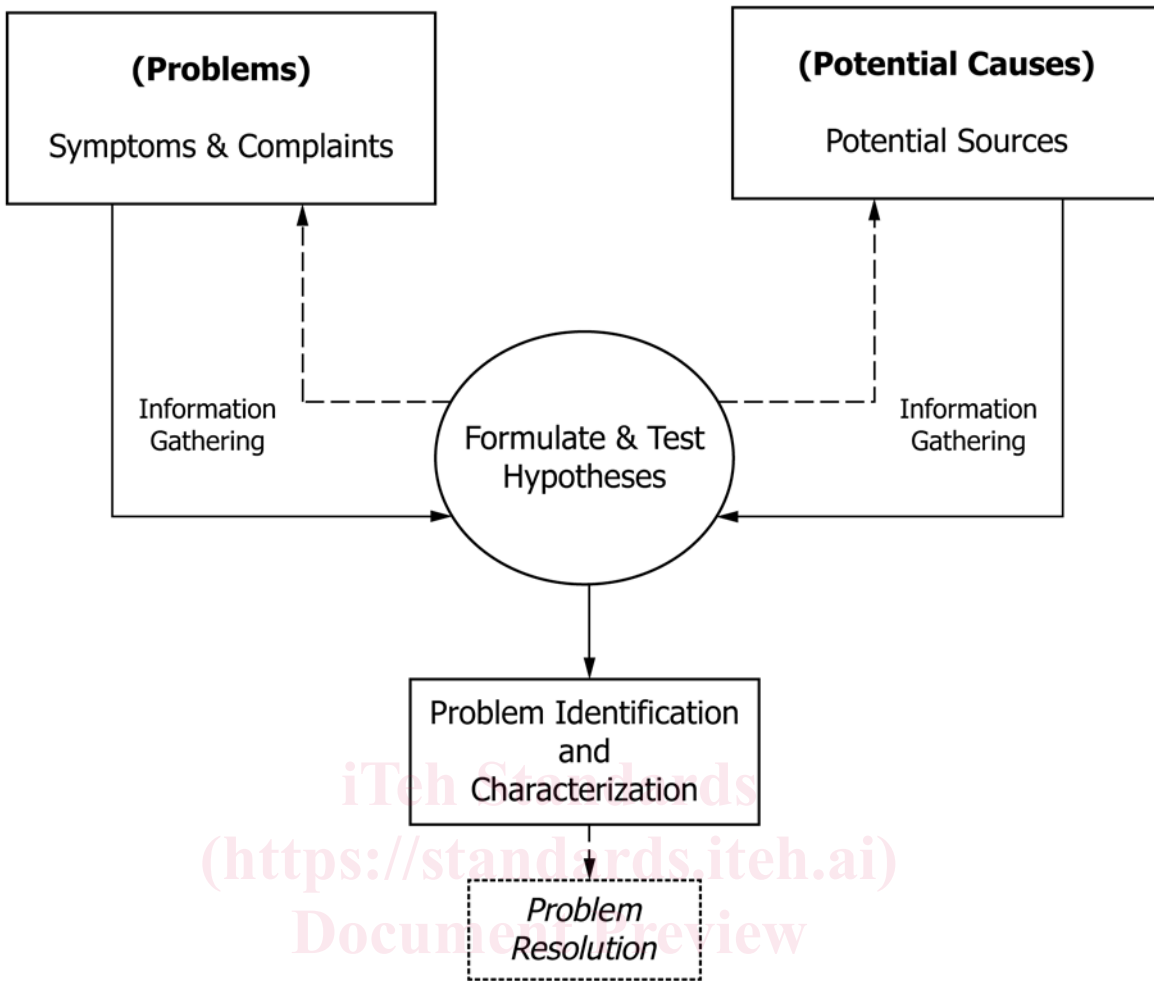 (Problems)
Symptoms & Complaints
(Potential Causes)
Potential Sources
Information
Gathering
Formulate & Test
Hypotheses
Information
Gathering
Problem Identification
and
Characterization
iTeh Standards
(https://standards.iteh.ai)
Problem
Resolution
Document Preview